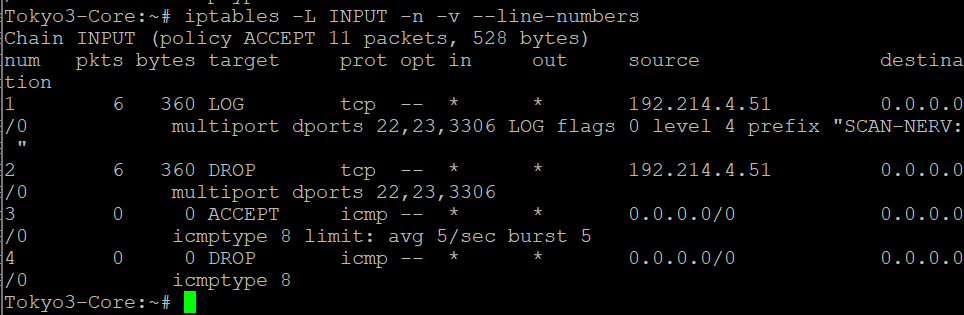 Tokyo3-Core:~# iptables -L INPUT -n -v --line-numbers
Chain INPUT (policy ACCEPT 11 packets, 528 bytes)
num   pkts bytes target     prot opt in     out     source               destina
tion
1        6   360 LOG        tcp  --  *      *       192.214.4.51         0.0.0.0
/0            multiport dports 22,23,3306 LOG flags 0 level 4 prefix "SCAN-NERV:
 "
2        6   360 DROP       tcp  --  *      *       192.214.4.51         0.0.0.0
/0            multiport dports 22,23,3306
3        0     0 ACCEPT     icmp --  *      *       0.0.0.0/0            0.0.0.0
/0            icmptype 8 limit: avg 5/sec burst 5
4        0     0 DROP       icmp --  *      *       0.0.0.0/0            0.0.0.0
/0            icmptype 8
Tokyo3-Core:~#